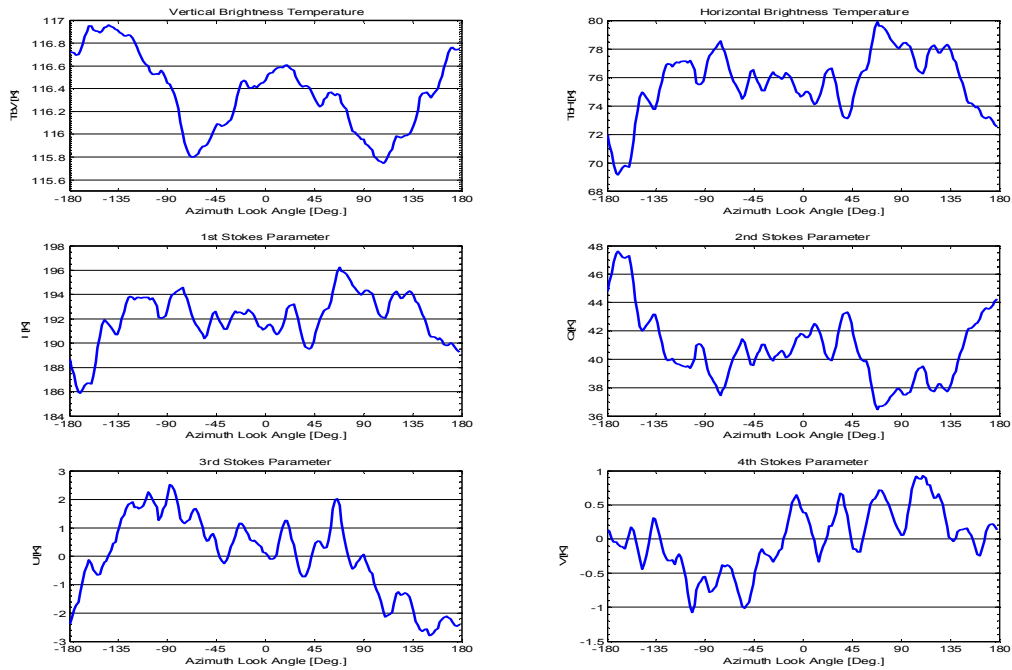 Vertical Brightness Temperature
117
116.8
116.6
116.4
116.2
116
115.8
115.6
-180 -135 -90 -45 0 45 90 135 180
Azimuth Look Angle [Deg.]
Horizontal Brightness Temperature
80
78
76
74
72
70
68
-180 -135 -90 -45 0 45 90 135 180
Azimuth Look Angle [Deg.]
1st Stokes Parameter
198
196
194
192
190
188
186
184
I [K]
-180 -135 -90 -45 0 45 90 135 180
Azimuth Look Angle [Deg.]
2nd Stokes Parameter
48
46
44
42
40
38
36
Q[K]
-180 -135 -90 -45 0 45 90 135 180
Azimuth Look Angle [Deg.]
3rd Stokes Parameter
3
2
1
0
-1
-2
-3
U[K]
-180 -135 -90 -45 0 45 90 135 180
Azimuth Look Angle [Deg.]
4th Stokes Parameter
1
0.5
0
-0.5
-1
-1.5
V[K]
-180 -135 -90 -45 0 45 90 135 180
Azimuth Look Angle [Deg.]